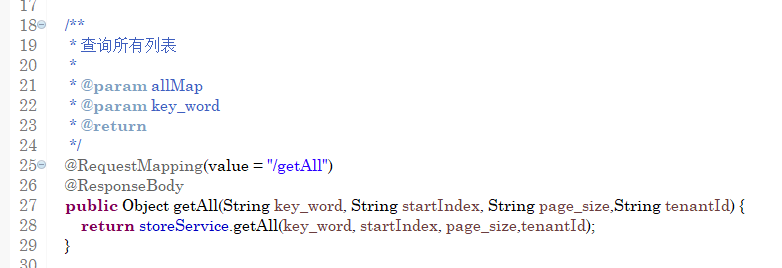 17
18 /**
19 * 查询所有列表
20 *
21 * @param allMap
22 * @param key_word
23 * @return
24 */
25 @RequestMapping(value = "/getAll")
26 @ResponseBody
27 public Object getAll(String key_word, String startIndex, String page_size,String tenantId) {
28 return storeService.getAll(key_word, startIndex, page_size,tenantId);
29 }
30